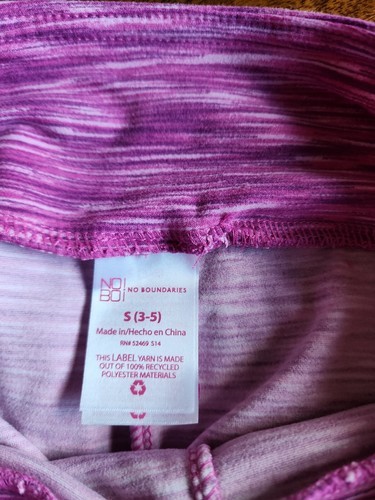 NO
BO
NO BOUNDARIES
S (3-5)
Made in/Hecho en China
RN# 52469 S14
THIS LABEL YARN IS MADE
OUT OF 100% RECYCLED
POLYESTER MATERIALS